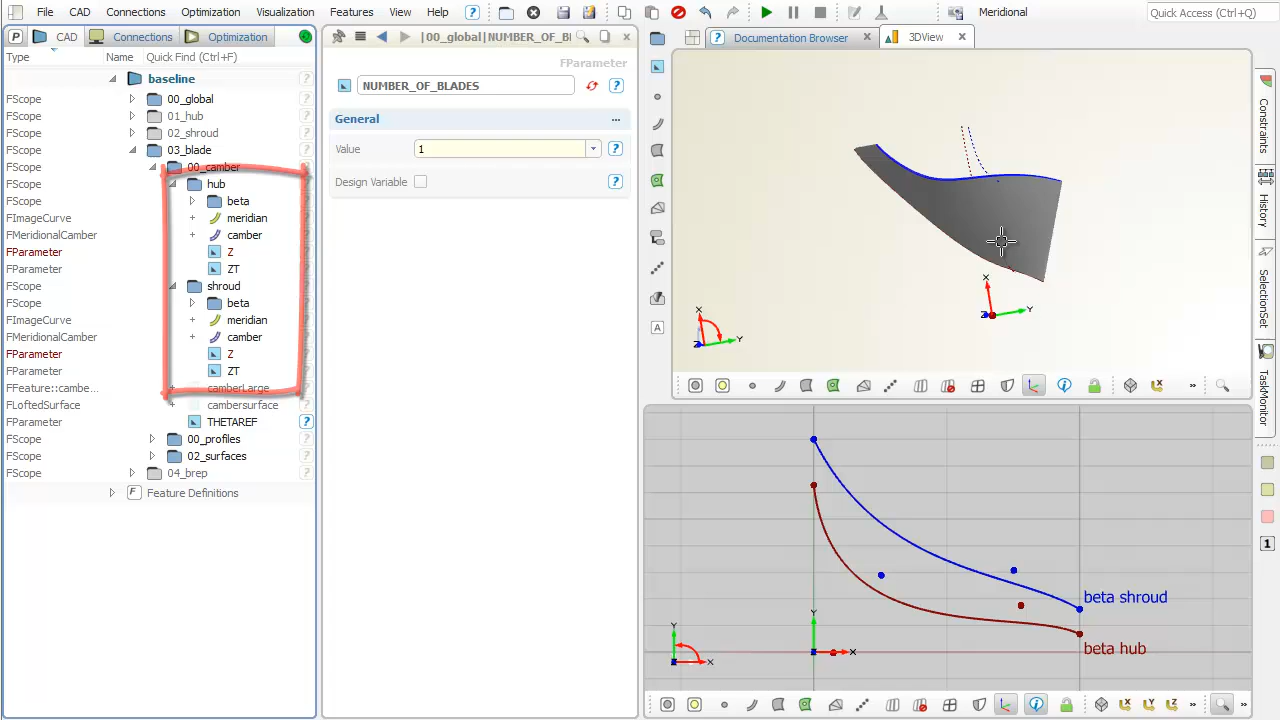 File CAD Connections Optimization Visualization Features View Help ? Meridional Quick Access (Ctrl+Q)
P CAD Connections Optimization
|00_global|NUMBER_OF_Bl
? Documentation Browser × 3DView ×
Type Name Quick Find (Ctrl+F)
FParameter
baseline ?
NUMBER_OF_BLADES ?
FScope 00_global ?
FScope 01_hub ?
General ...
FScope 02_shroud ?
FScope 03_blade ?
Value 1 ?
FScope 00_camber ?
FScope hub
Design Variable ?
FScope beta
FImageCurve meridian
FMeridionalCamber camber
FParameter Z
FParameter ZT
FScope shroud
FScope beta
FImageCurve meridian
FMeridionalCamber camber
FParameter Z
FParameter ZT
FFeature::cambe... camberLarge
FLoftedSurface cambersurface ?
FParameter THETAREF ?
FScope 00_profiles ?
FScope 02_surfaces ?
FScope 04_brep ?
F Feature Definitions ?
A
X
Y
Z
X
Y
Z
Constraints
History
SelectionSet
TaskMonitor
1
X »
beta shroud
beta hub
Y
X
Y
X
X Y Z » »